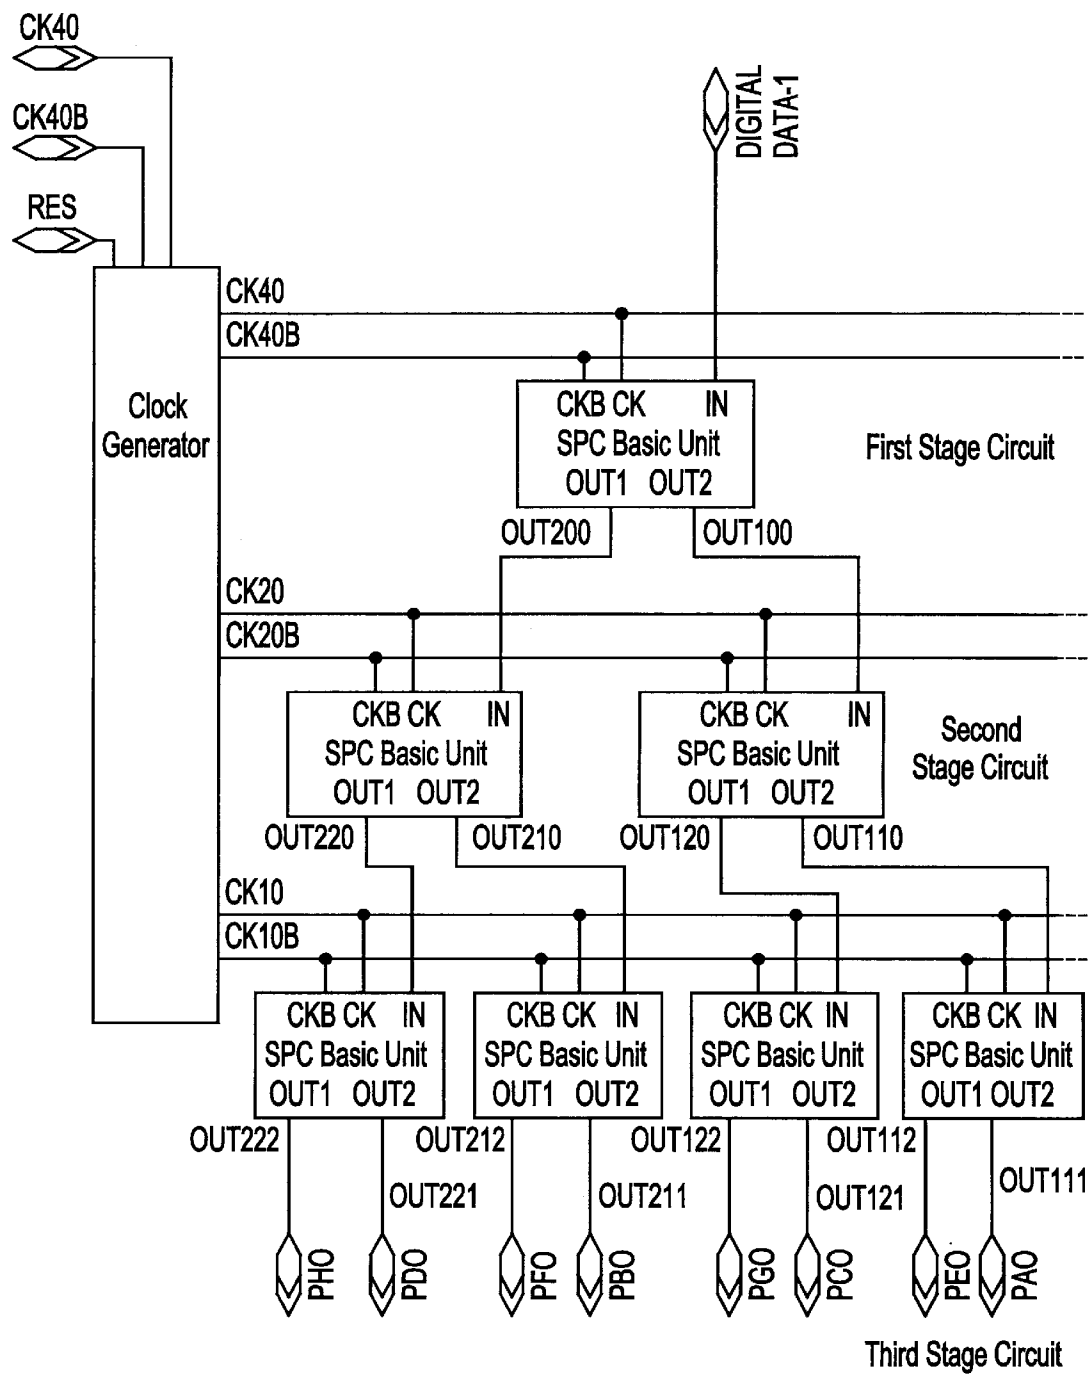 CK40
CK40B
RES
DIGITAL
DATA-1
Clock
Generator
CK40
CK40B
CKB CK IN
SPC Basic Unit
OUT1 OUT2
First Stage Circuit
OUT200
OUT100
CK20
CK20B
CKB CK IN
SPC Basic Unit
OUT1 OUT2
CKB CK IN
SPC Basic Unit
OUT1 OUT2
Second
Stage Circuit
OUT220
OUT210
OUT120
OUT110
CK10
CK10B
CKB CK IN
SPC Basic Unit
OUT1 OUT2
CKB CK IN
SPC Basic Unit
OUT1 OUT2
CKB CK IN
SPC Basic Unit
OUT1 OUT2
CKB CK IN
SPC Basic Unit
OUT1 OUT2
OUT222
OUT221
OUT212
OUT211
OUT122
OUT121
OUT112
OUT111
PHO
PDO
PFO
PBO
PGO
PCO
PEO
PAO
Third Stage Circuit